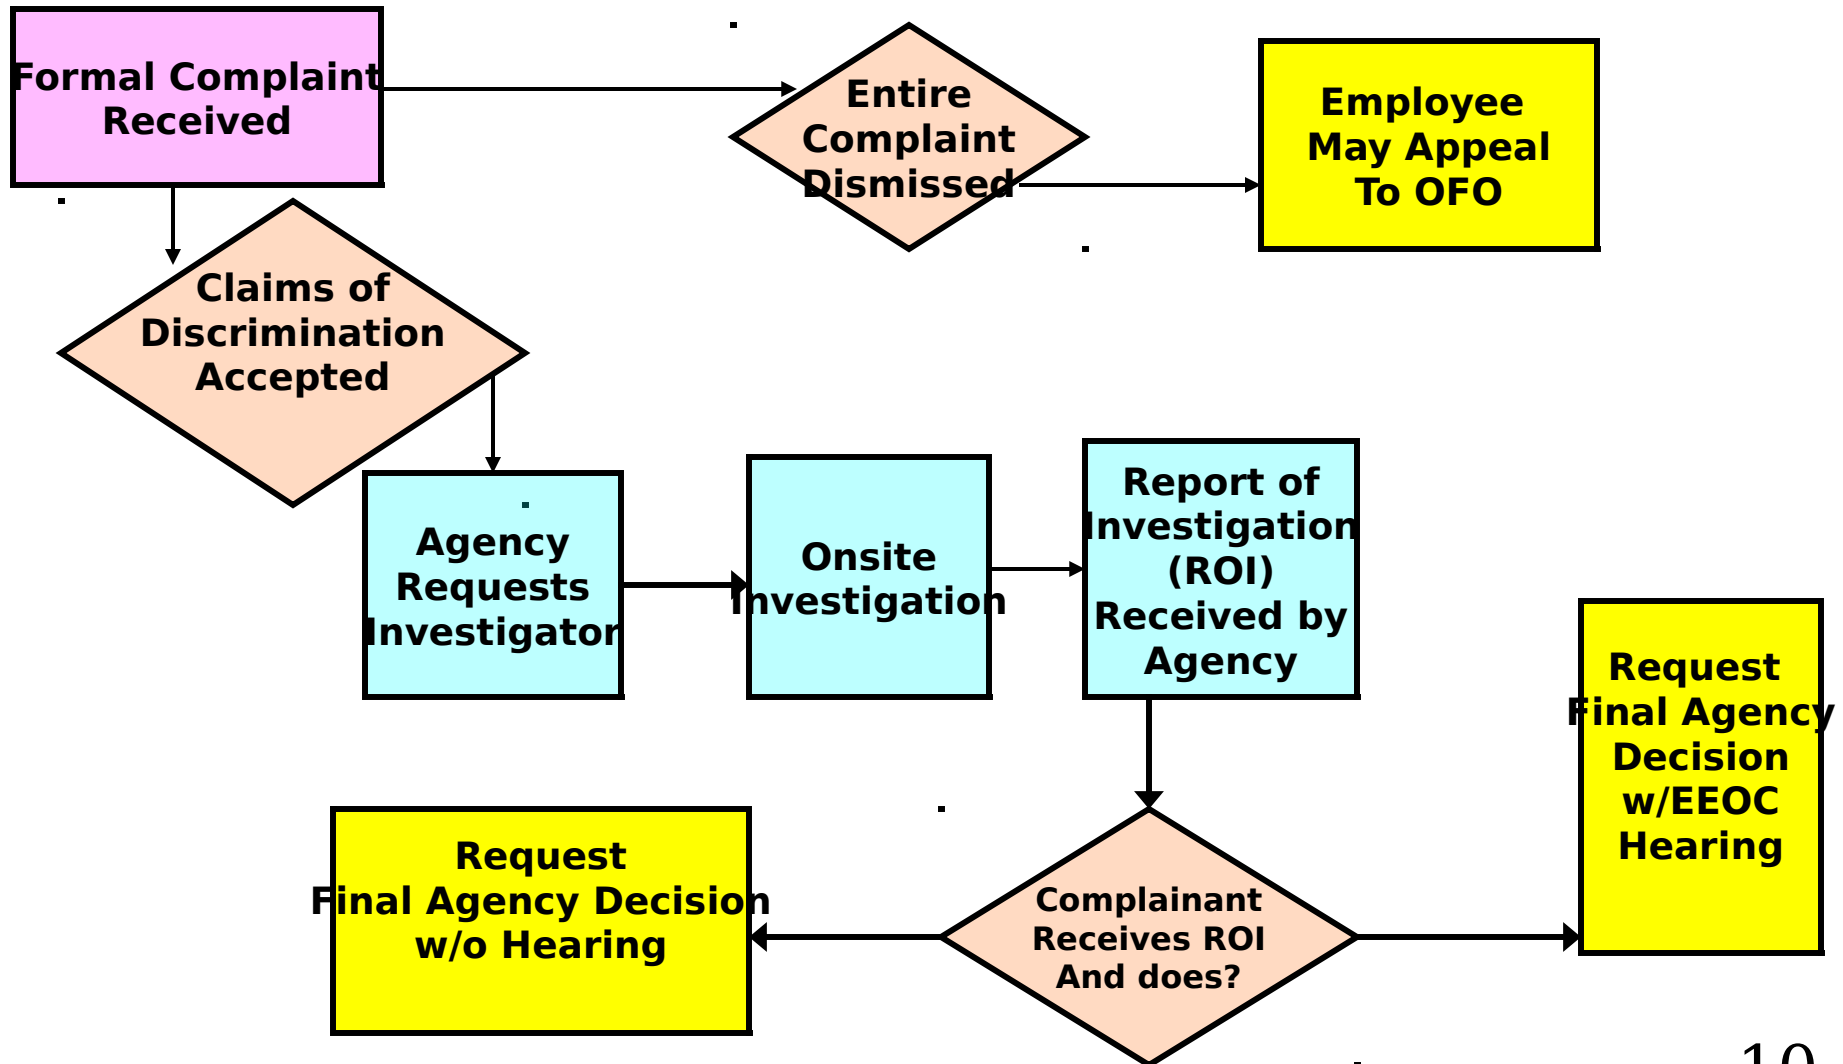 Formal Complaint
Received
Entire
Complaint
Dismissed
Employee
May Appeal
To OFO
Claims of
Discrimination
Accepted
Agency
Requests
Investigator
Onsite
Investigation
Report of
Investigation
(ROI)
Received by
Agency
Request
Final Agency
Decision
w/EEOC
Hearing
Request
Final Agency Decision
w/o Hearing
Complainant
Receives ROI
And does?
10